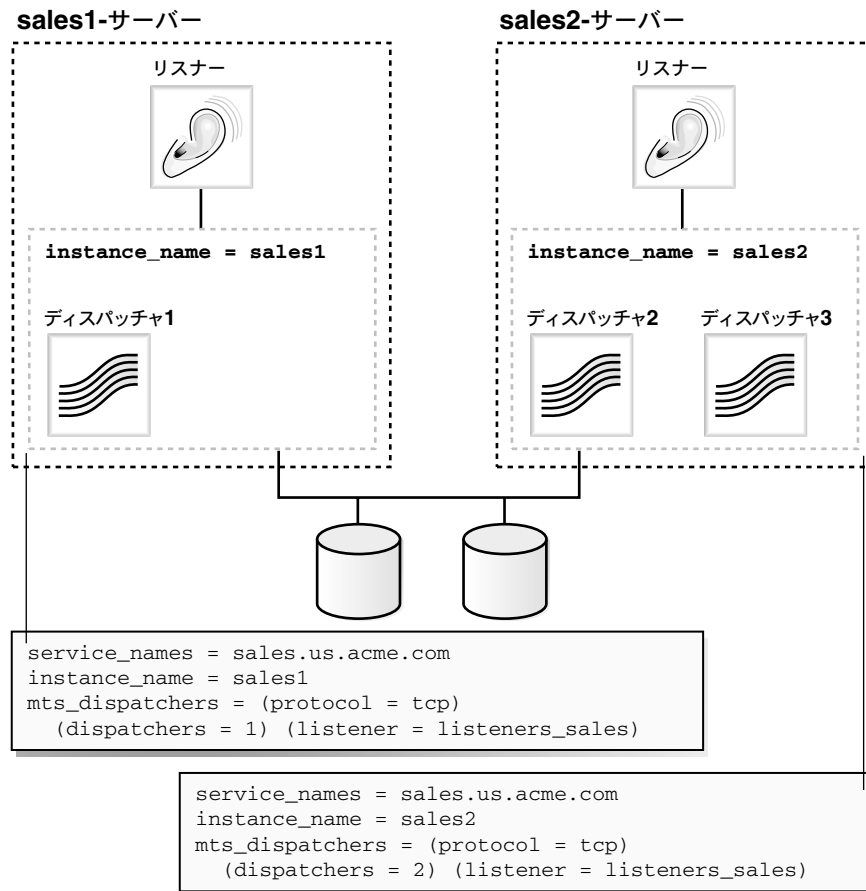 sales1-サーバー
リスナー
instance_name = sales1
ディスパッチャ1
sales2-サーバー
リスナー
instance_name = sales2
ディスパッチャ2
ディスパッチャ3
service_names = sales.us.acme.com
instance_name = sales1
mts_dispatchers = (protocol = tcp)
(dispatchers = 1) (listener = listeners_sales)
service_names = sales.us.acme.com
instance_name = sales2
mts_dispatchers = (protocol = tcp)
(dispatchers = 2) (listener = listeners_sales)